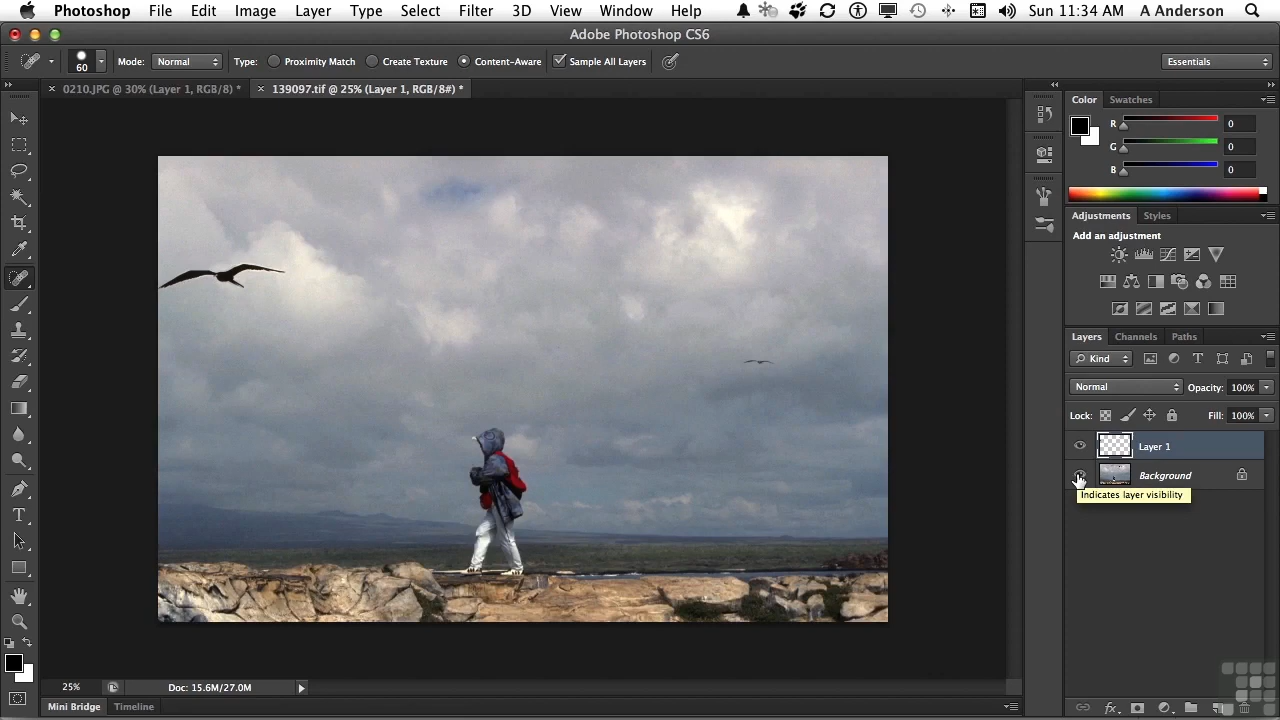 Photoshop File Edit Image Layer Type Select Filter 3D View Window Help Sun 11:34 AM A Anderson
Adobe Photoshop CS6
60 Mode: Normal Type: Proximity Match Create Texture Content-Aware Sample All Layers Essentials
0210.JPG @ 30% (Layer 1, RGB/8) * 139097.tif @ 25% (Layer 1, RGB/8#) *
Color Swatches
R 0
G 0
B 0
Adjustments Styles
Add an adjustment
Layers Channels Paths
Kind
Normal Opacity: 100%
Lock: Fill: 100%
Layer 1
Background
Indicates layer visibility
25% Doc: 15.6M/27.0M
Mini Bridge Timeline